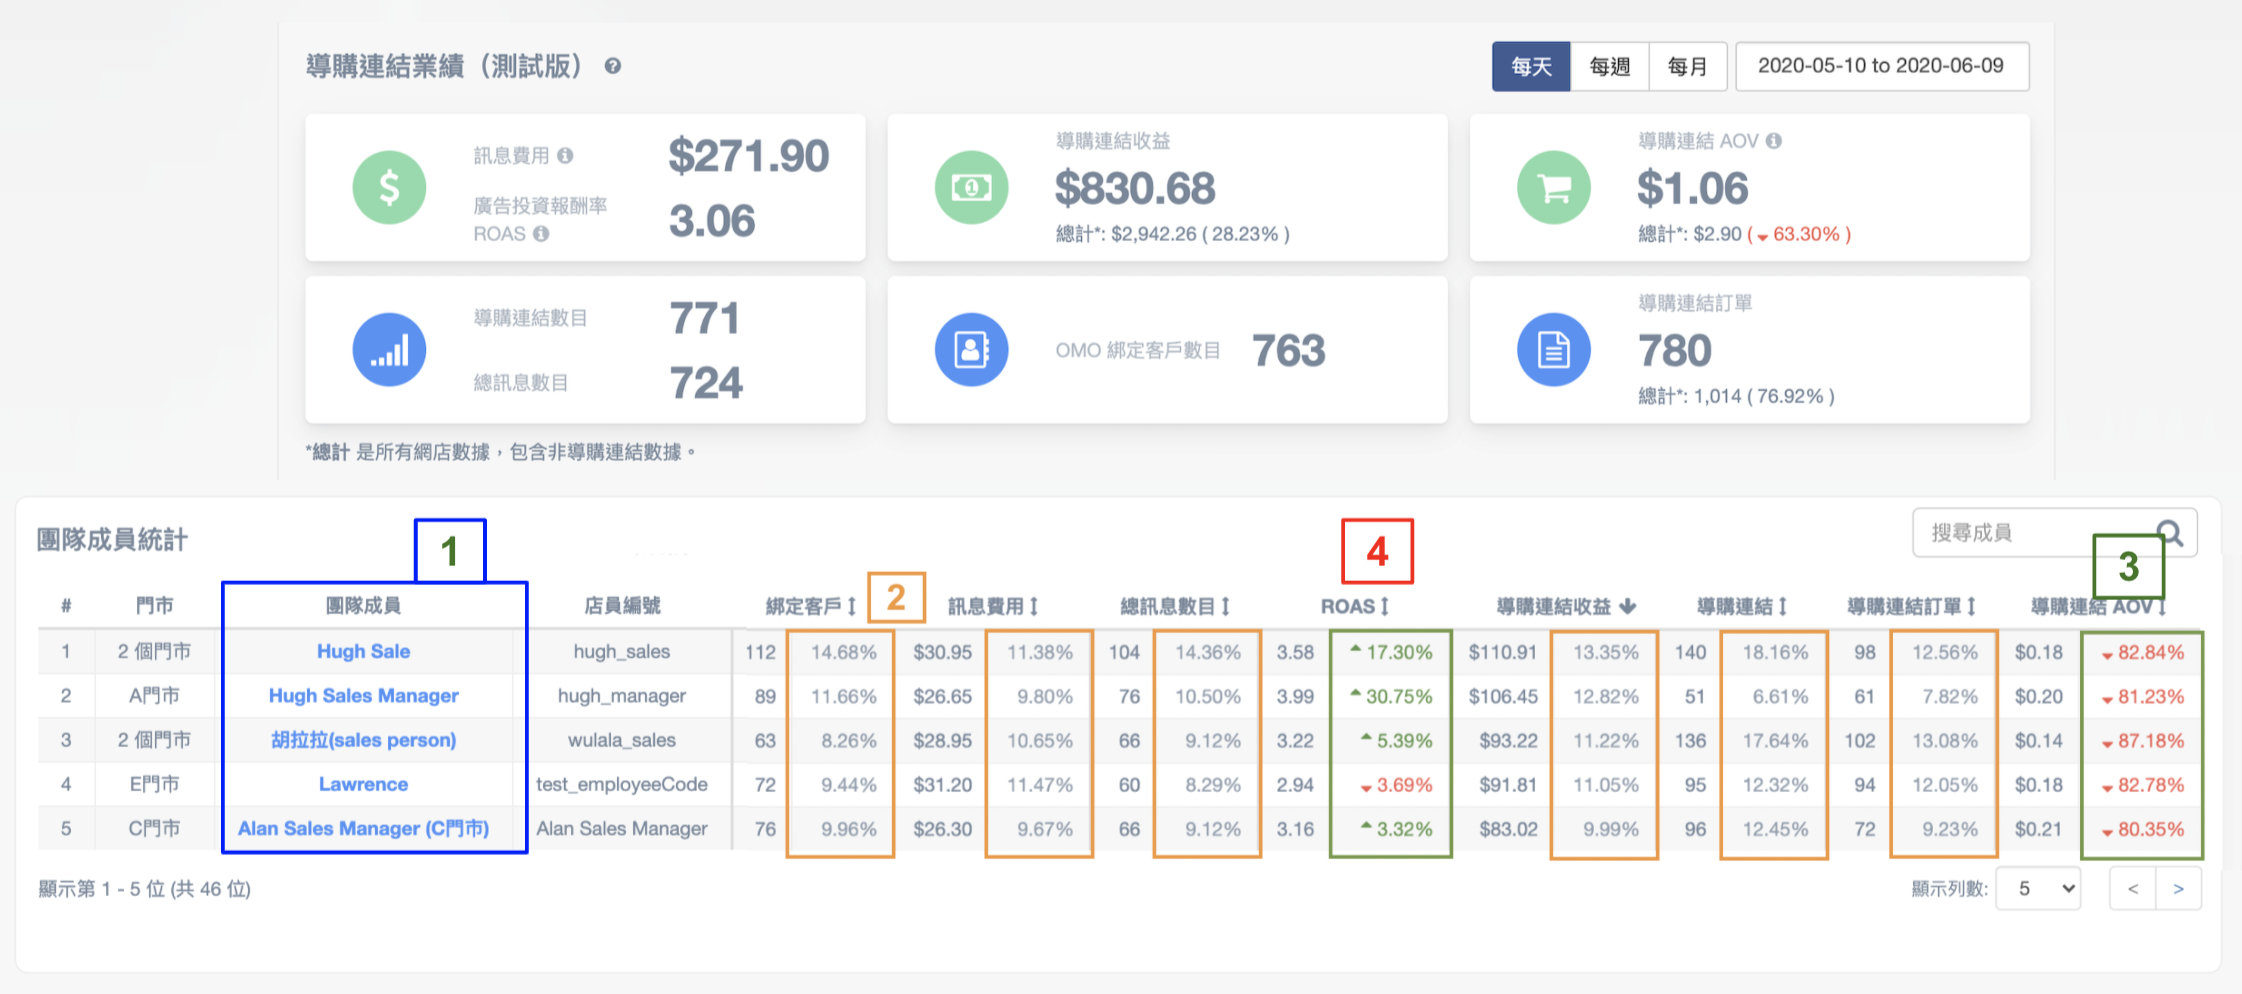 導購連結業績（測試版）
每天 每週 每月 2020-05-10 to 2020-06-09
訊息費用 $271.90
廣告投資報酬率
ROAS 3.06
導購連結收益
$830.68
總計*: $2,942.26 ( 28.23% )
導購連結 AOV
$1.06
總計*: $2.90 ( 63.30% )
導購連結數目 771
總訊息數目 724
OMO 綁定客戶數目 763
導購連結訂單
780
總計*: 1,014 ( 76.92% )
*總計 是所有網店數據，包含非導購連結數據。
團隊成員統計
搜尋成員
1 2 4 3
# 門市 團隊成員 店員編號 綁定客戶 訊息費用 總訊息數目 ROAS 導購連結收益 導購連結 導購連結訂單 導購連結 AOV
1 2 個門市 Hugh Sale hugh_sales 112 14.68% $30.95 11.38% 104 14.36% 3.58 17.30% $110.91 13.35% 140 18.16% 98 12.56% $0.18 82.84%
2 A門市 Hugh Sales Manager hugh_manager 89 11.66% $26.65 9.80% 76 10.50% 3.99 30.75% $106.45 12.82% 51 6.61% 61 7.82% $0.20 81.23%
3 2 個門市 胡拉拉(sales person) wulala_sales 63 8.26% $28.95 10.65% 66 9.12% 3.22 5.39% $93.22 11.22% 136 17.64% 102 13.08% $0.14 87.18%
4 E門市 Lawrence test_employeeCode 72 9.44% $31.20 11.47% 60 8.29% 2.94 3.69% $91.81 11.05% 95 12.32% 94 12.05% $0.18 82.78%
5 C門市 Alan Sales Manager (C門市) Alan Sales Manager 76 9.96% $26.30 9.67% 66 9.12% 3.16 3.32% $83.02 9.99% 96 12.45% 72 9.23% $0.21 80.35%
顯示第 1 - 5 位 (共 46 位)
顯示列數: 5 < >